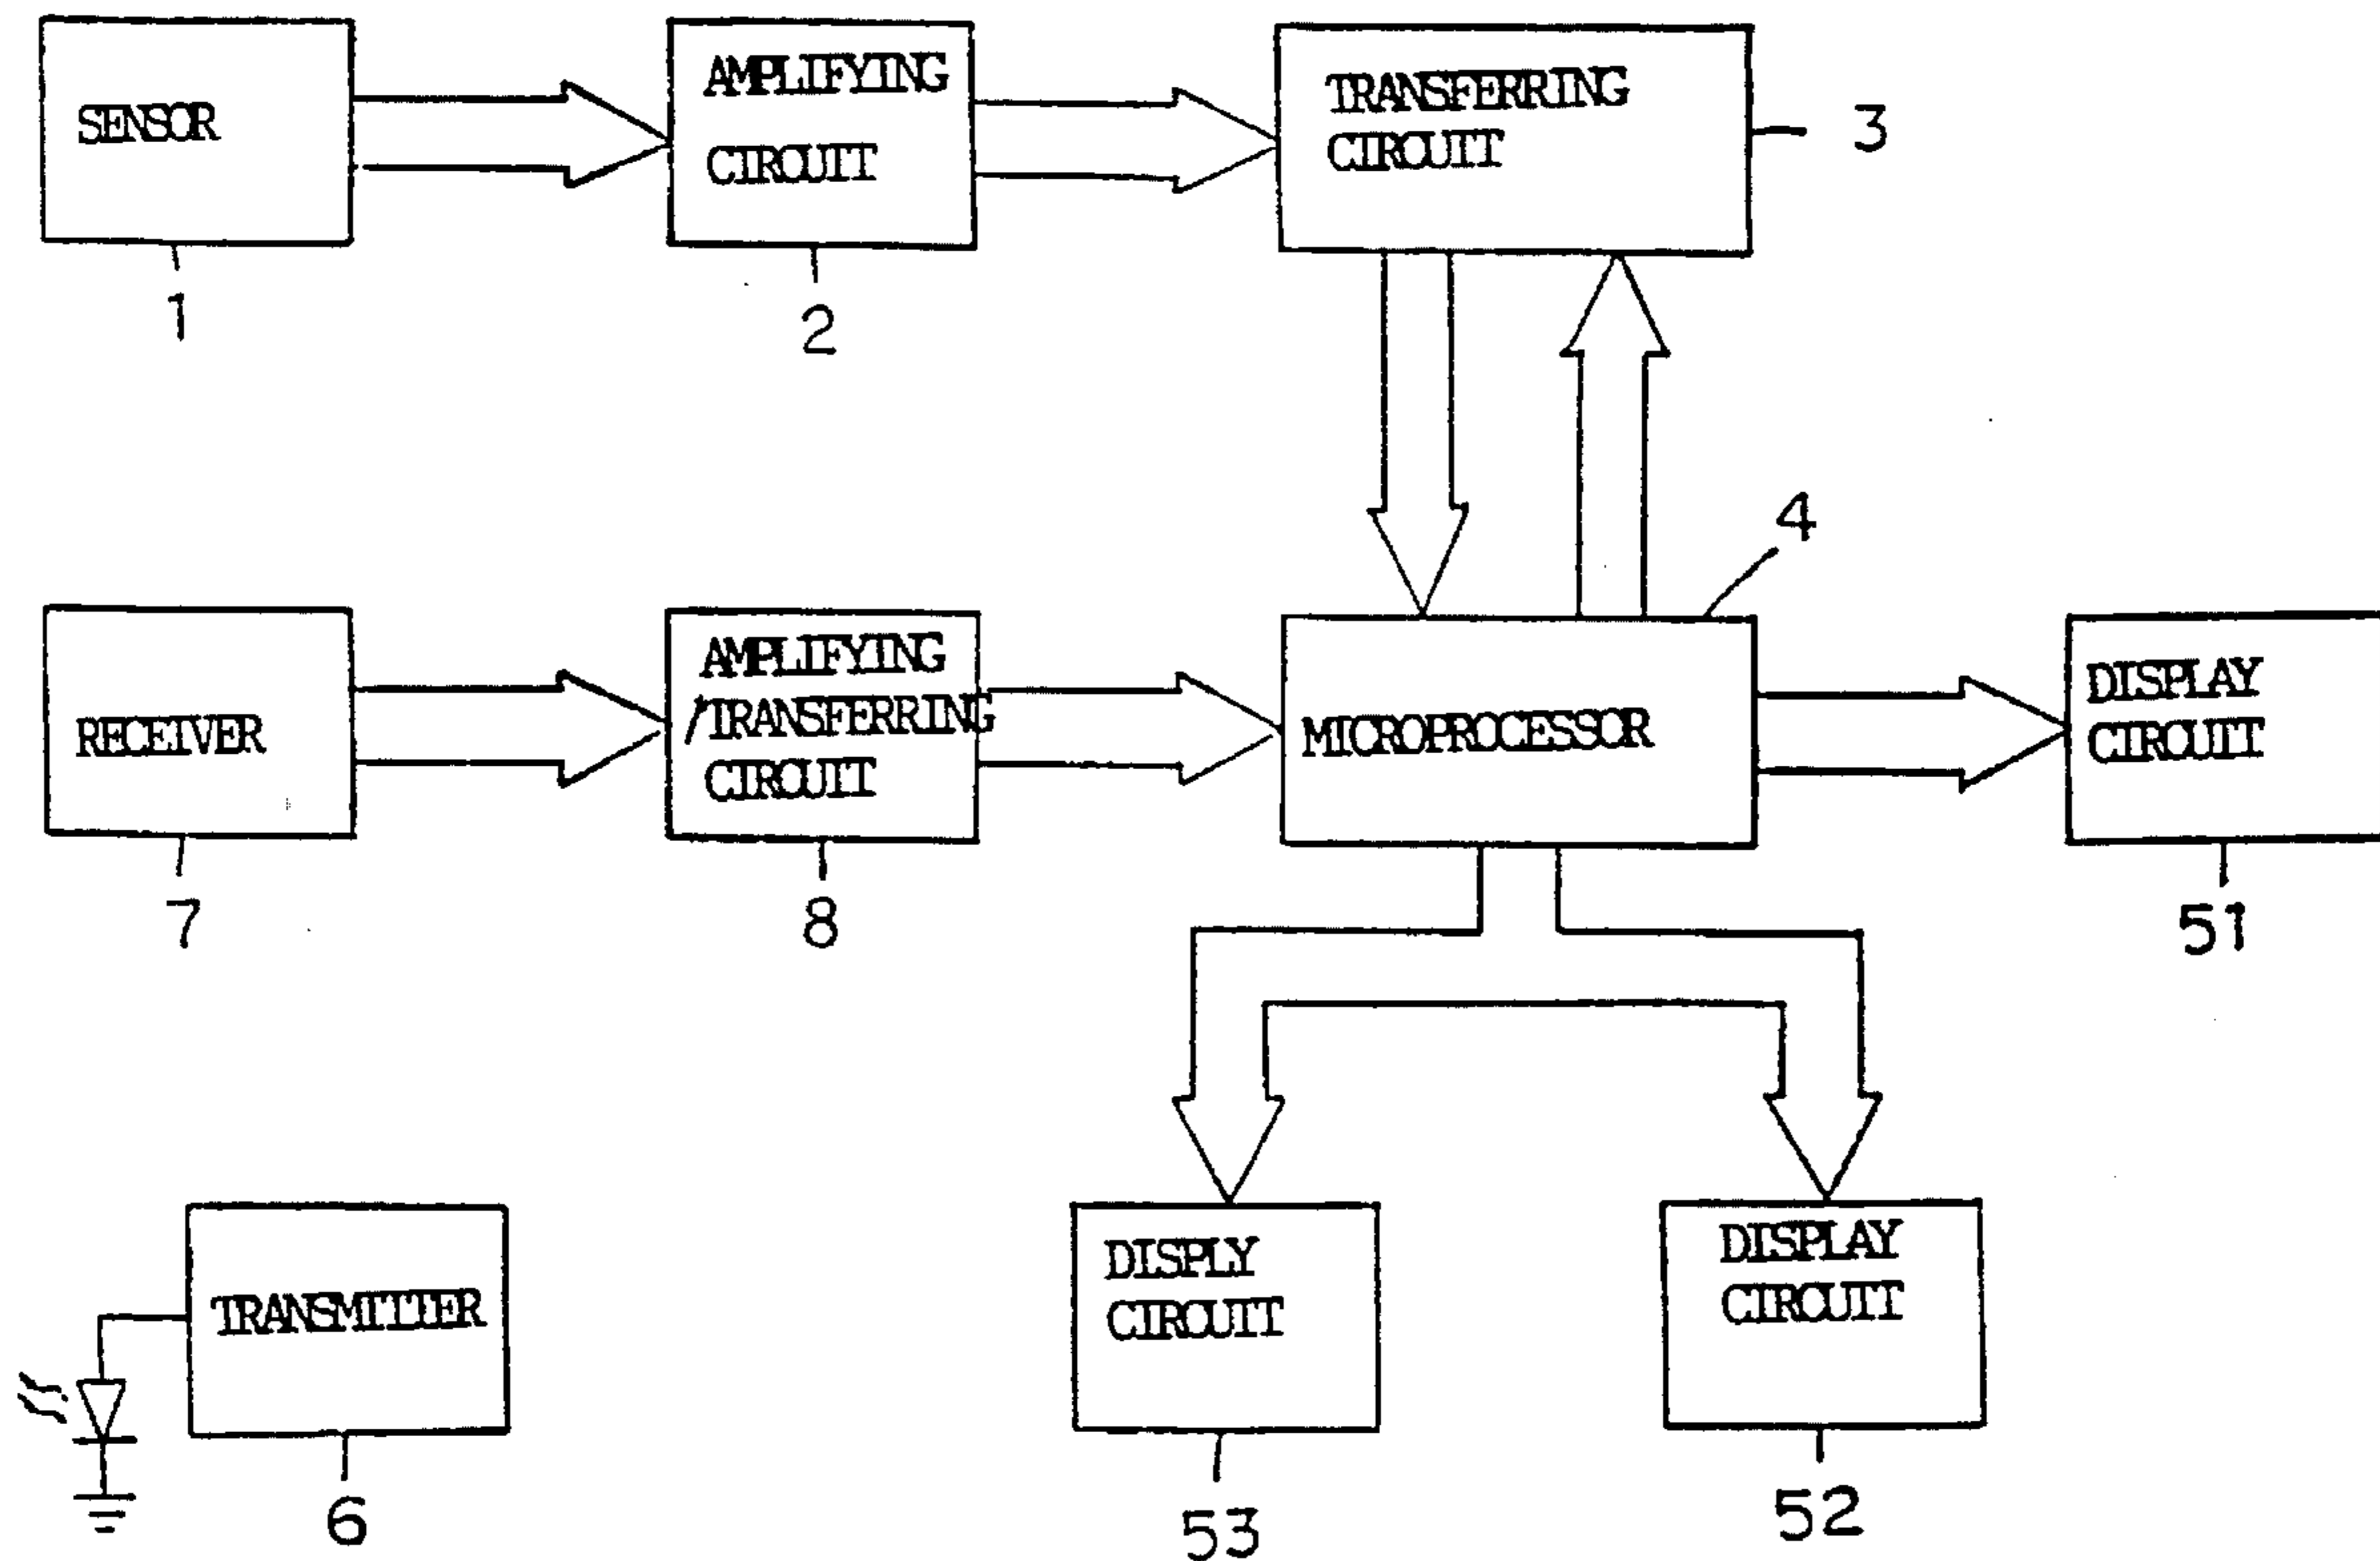 SENSOR
1
AMPLIFYING
CIRCUIT
2
TRANSFERRING
CIRCUIT
3
RECEIVER
7
AMPLIFYING
/TRANSFERRING
CIRCUIT
8
MICROPROCESSOR
4
DISPLAY
CIRCUIT
51
TRANSMITTER
6
DISPLY
CIRCUIT
53
DISPLAY
CIRCUIT
52